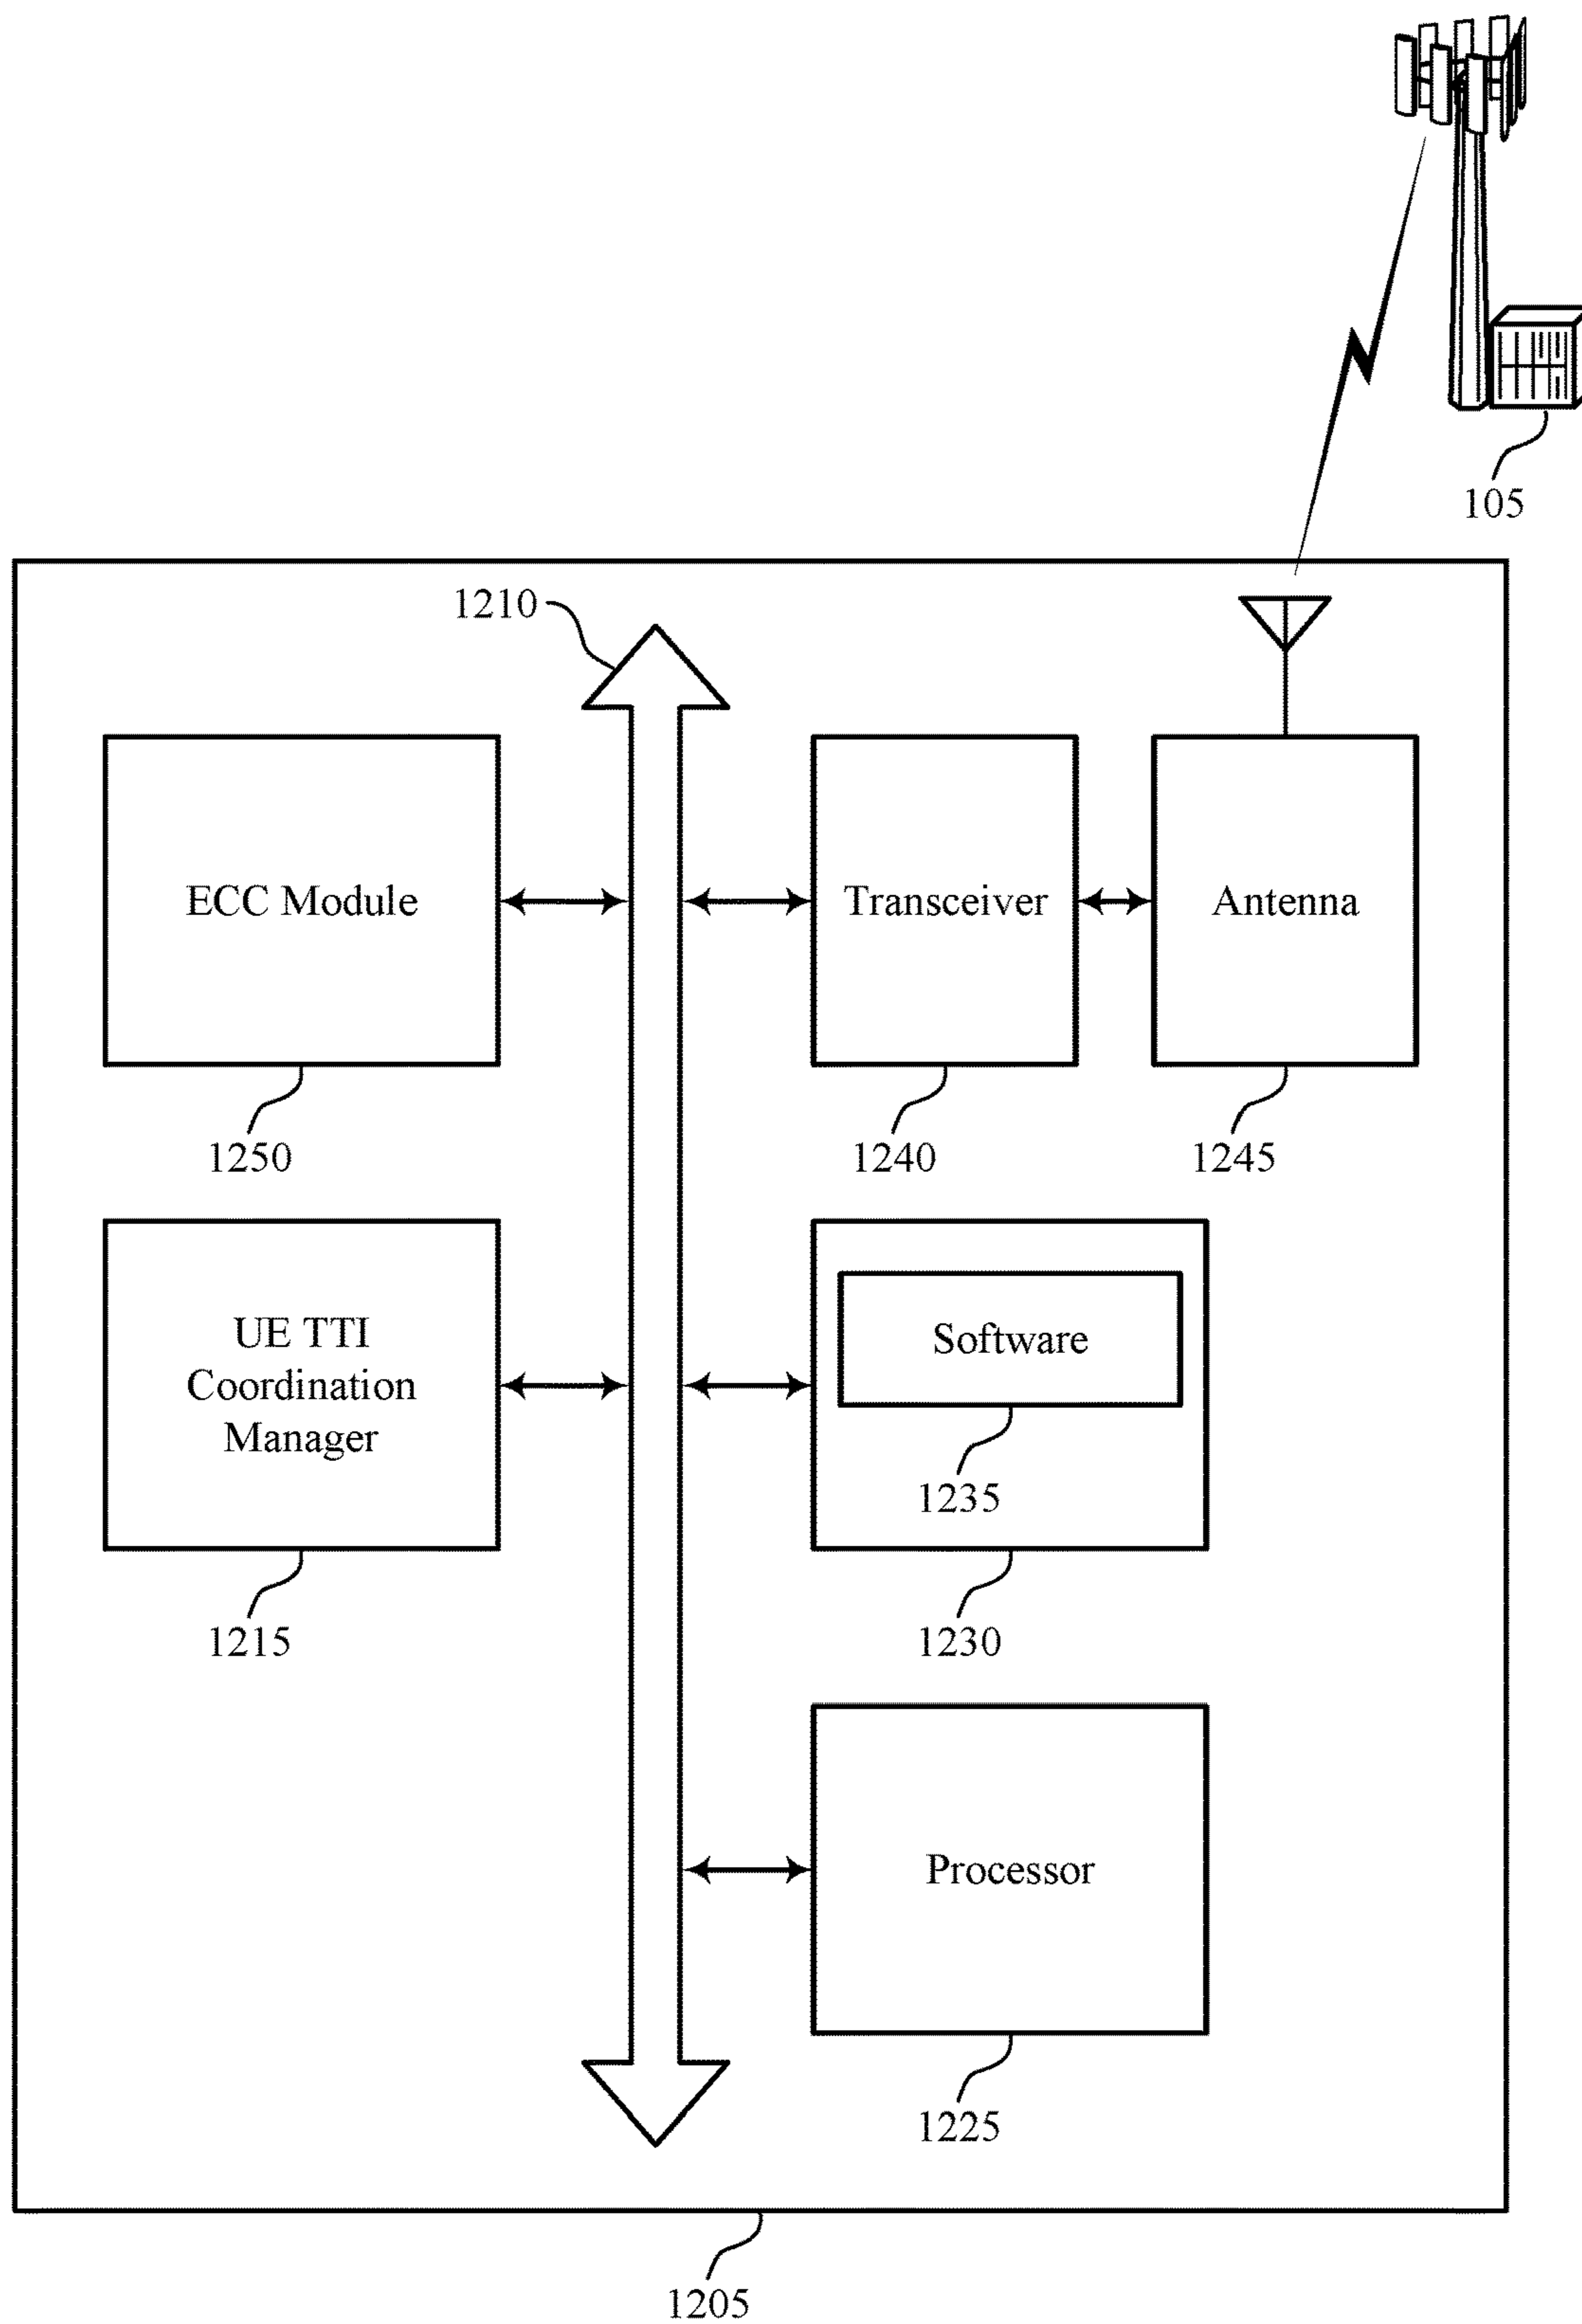 105
1210
ECC Module
Transceiver
Antenna
1250
1240
1245
UE TTI
Coordination
Manager
Software
1235
1215
1230
Processor
1225
1205